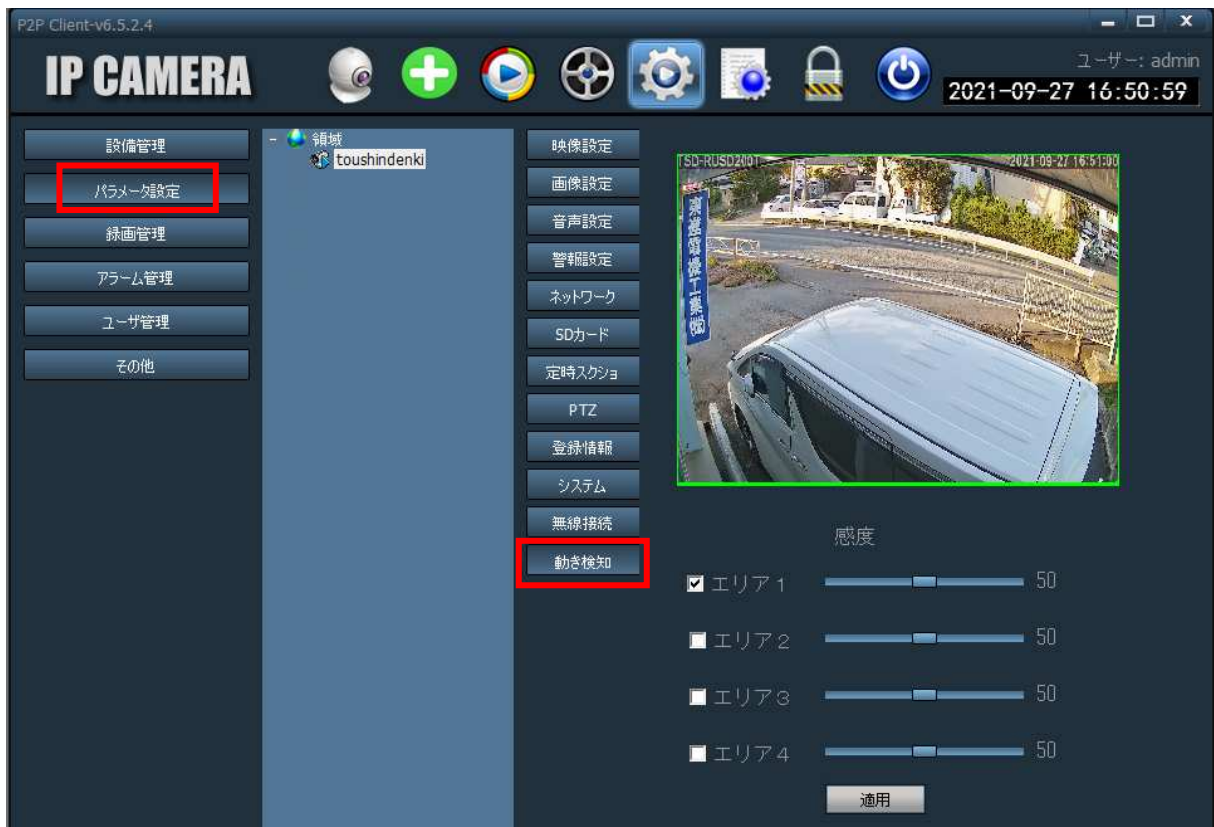 P2P Client-v6.5.2.4
IP CAMERA
ユーザー: admin
2021-09-27 16:50:59
設備管理
パラメータ設定
録画管理
アラーム管理
ユーザ管理
その他
領域
toushindenki
映像設定
画像設定
音声設定
警報設定
ネットワーク
SDカード
定時スクショ
PTZ
登録情報
システム
無線接続
動き検知
TSD-RUSD2001
2021-09-27 16:51:00
感度
エリア1 50
エリア2 50
エリア3 50
エリア4 50
適用